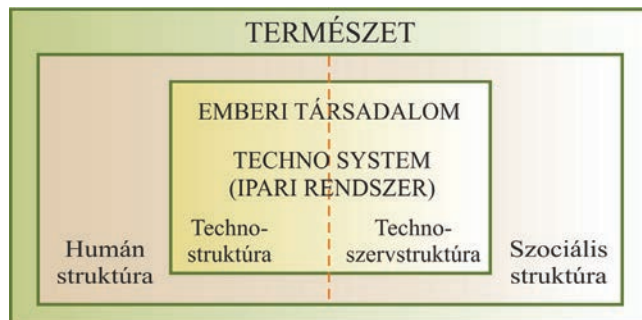 TERMÉSZET
EMBERI TÁRSADALOM
TECHNO SYSTEM
(IPARI RENDSZER)
Techno-
struktúra
Techno-
szervstruktúra
Humán
struktúra
Szociális
struktúra